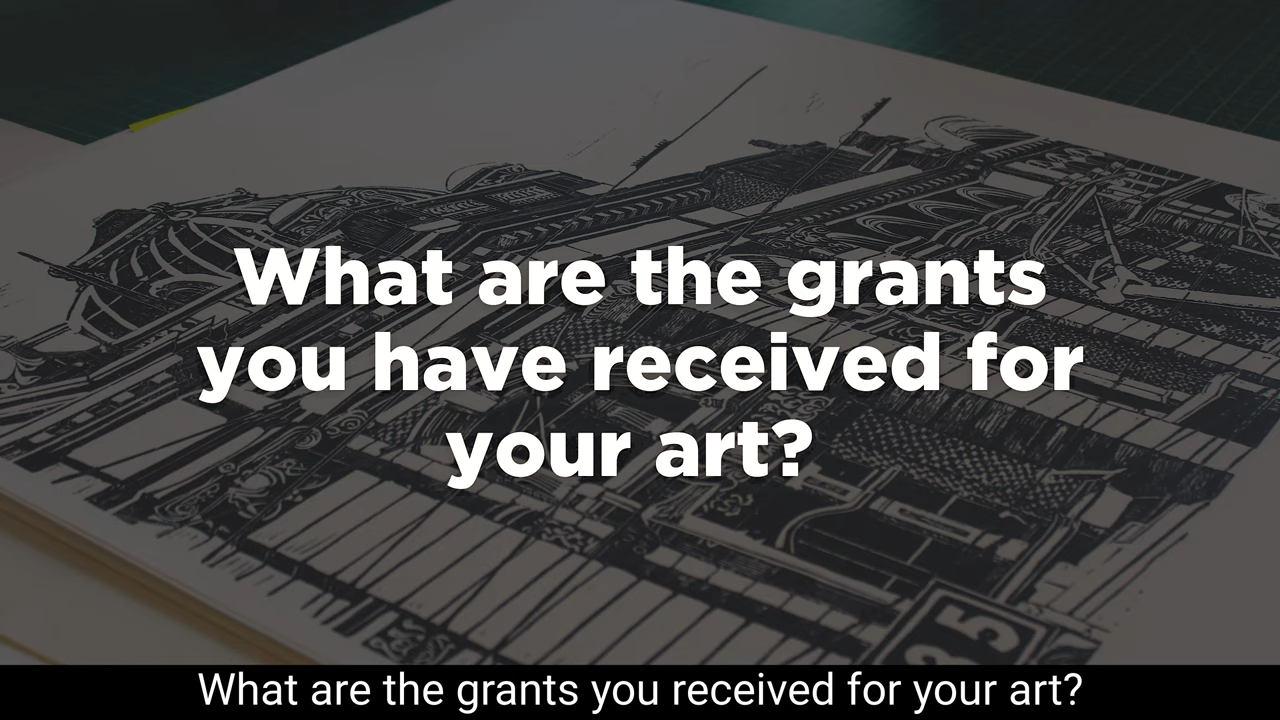 What are the grants
you have received for
your art?
35
What are the grants you received for your art?